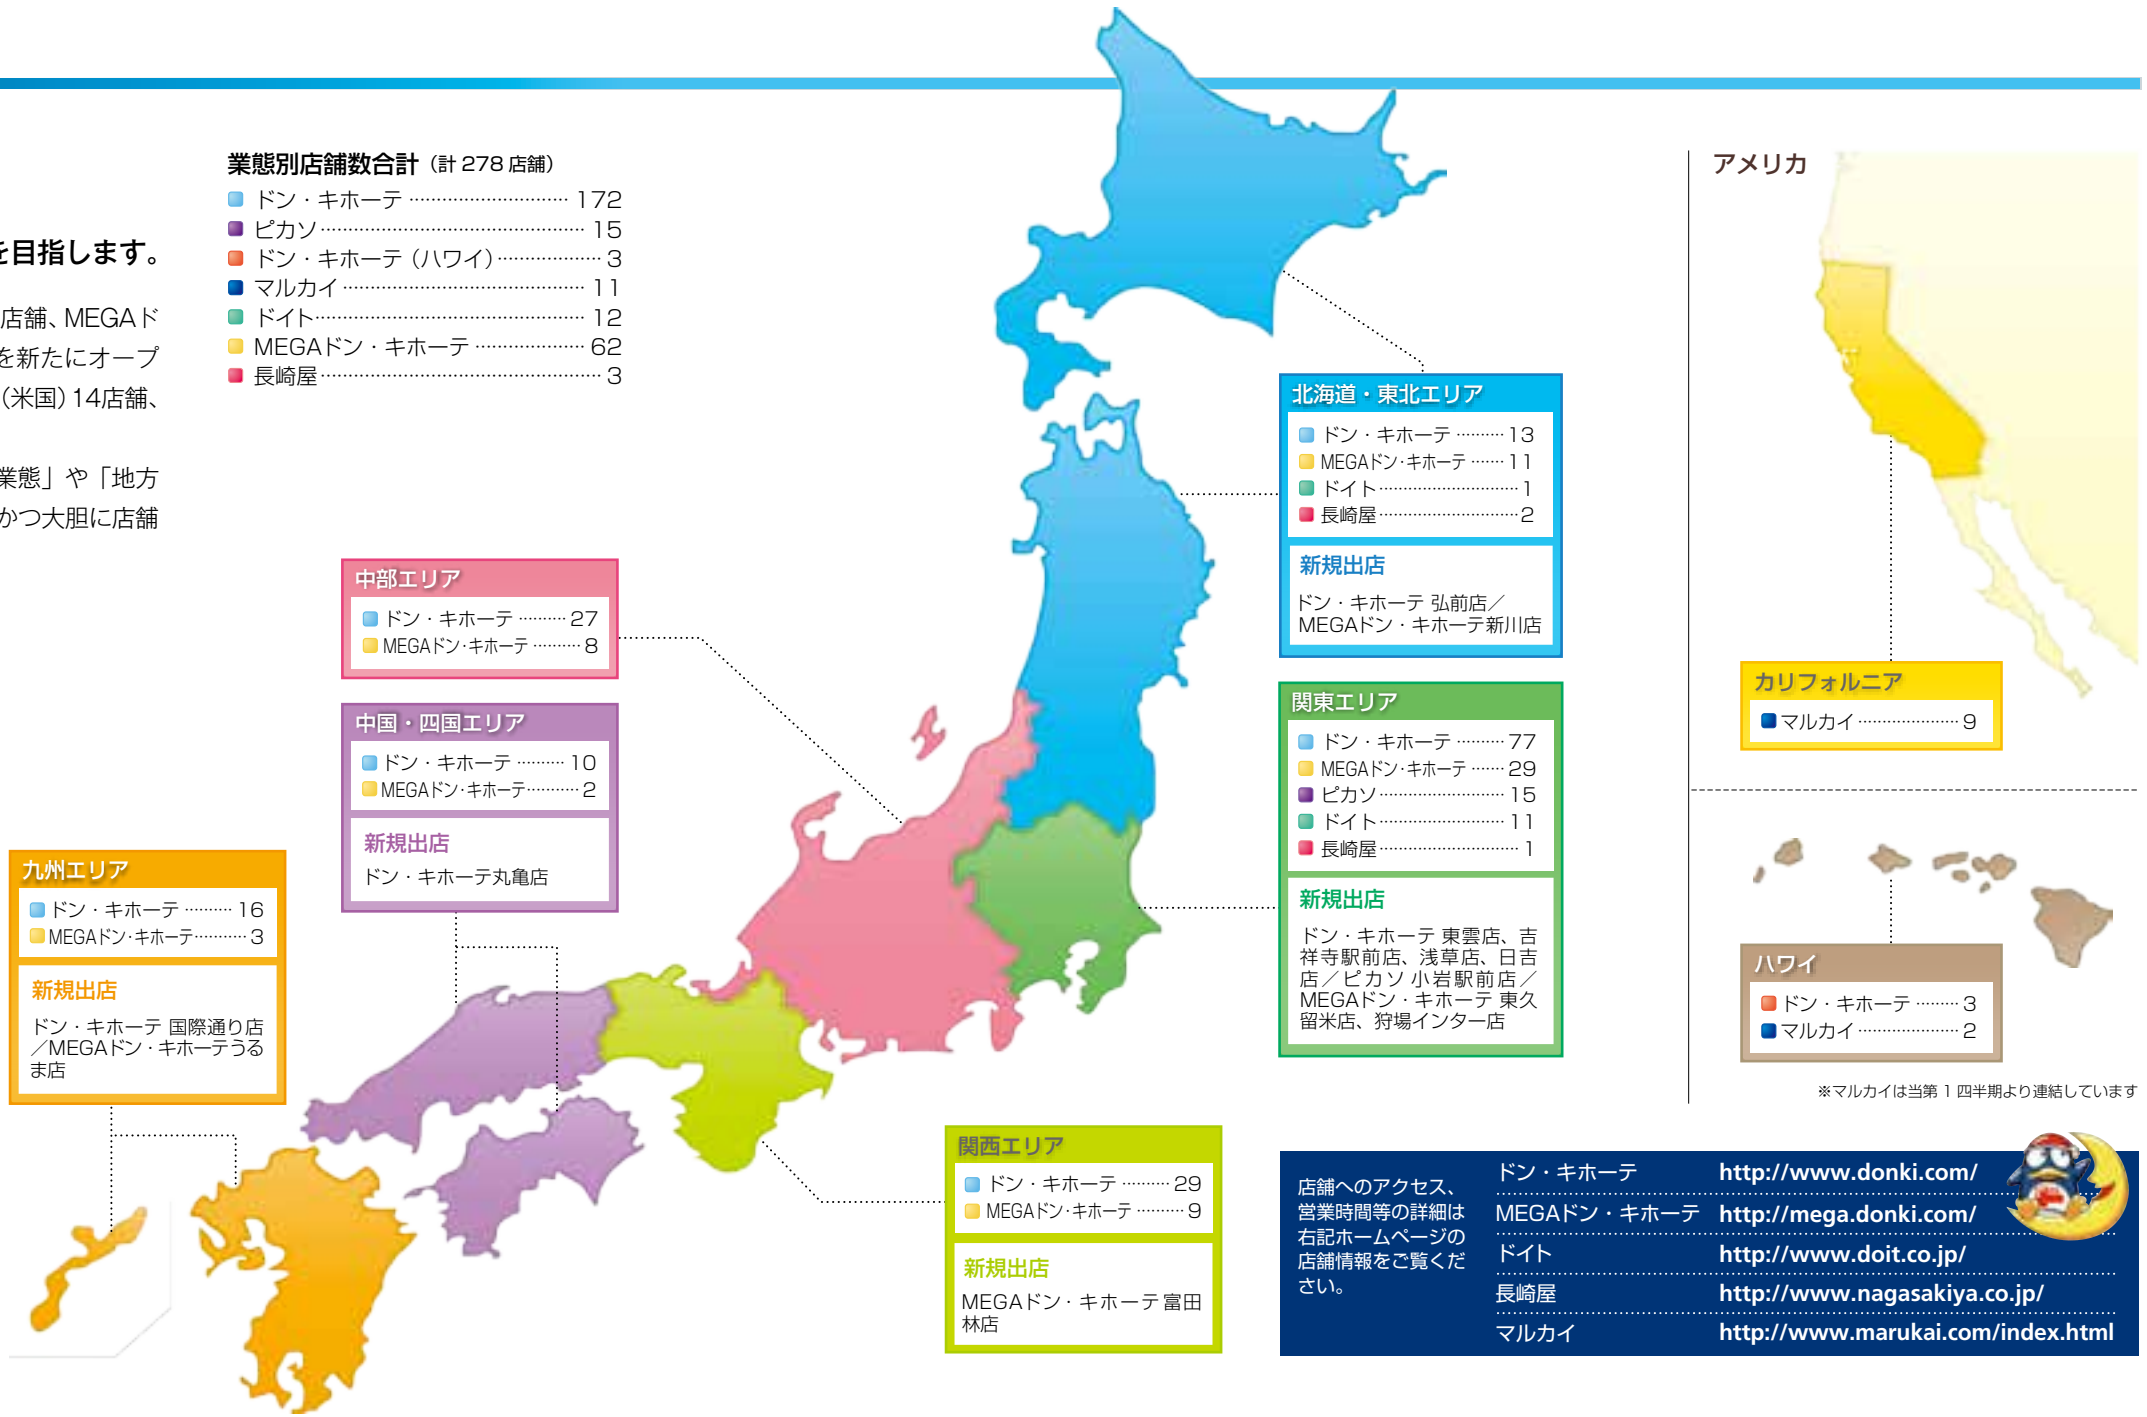 を目指します。
店舗、MEGAド
を新たにオープ
（米国）14店舗、
業態」や「地方
かつ大胆に店舗
業態別店舗数合計（計 278 店舗）
ドン・キホーテ 172
ピカソ 15
ドン・キホーテ（ハワイ） 3
マルカイ 11
ドイト 12
MEGAドン・キホーテ 62
長崎屋 3
北海道・東北エリア
ドン・キホーテ 13
MEGAドン・キホーテ 11
ドイト 1
長崎屋 2
新規出店
ドン・キホーテ 弘前店／
MEGAドン・キホーテ新川店
中部エリア
ドン・キホーテ 27
MEGAドン・キホーテ 8
中国・四国エリア
ドン・キホーテ 10
MEGAドン・キホーテ 2
新規出店
ドン・キホーテ丸亀店
九州エリア
ドン・キホーテ 16
MEGAドン・キホーテ 3
新規出店
ドン・キホーテ 国際通り店
／MEGAドン・キホーテうる
ま店
関東エリア
ドン・キホーテ 77
MEGAドン・キホーテ 29
ピカソ 15
ドイト 11
長崎屋 1
新規出店
ドン・キホーテ 東雲店、吉
祥寺駅前店、浅草店、日吉
店／ピカソ 小岩駅前店／
MEGAドン・キホーテ 東久
留米店、狩場インター店
関西エリア
ドン・キホーテ 29
MEGAドン・キホーテ 9
新規出店
MEGAドン・キホーテ富田
林店
アメリカ
カリフォルニア
マルカイ 9
ハワイ
ドン・キホーテ 3
マルカイ 2
※マルカイは当第 1 四半期より連結しています
店舗へのアクセス、
営業時間等の詳細は
右記ホームページの
店舗情報をご覧くだ
さい。
ドン・キホーテ http://www.donki.com/
MEGAドン・キホーテ http://mega.donki.com/
ドイト http://www.doit.co.jp/
長崎屋 http://www.nagasakiya.co.jp/
マルカイ http://www.marukai.com/index.html